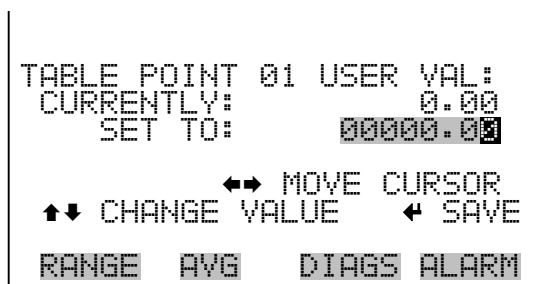 TABLE POINT 01 USER VAL:
CURRENTLY: 0.00
SET TO: 00000.00
⬅➡ MOVE CURSOR
⬆⬇ CHANGE VALUE ↵ SAVE
RANGE AVG DIAGS ALARM